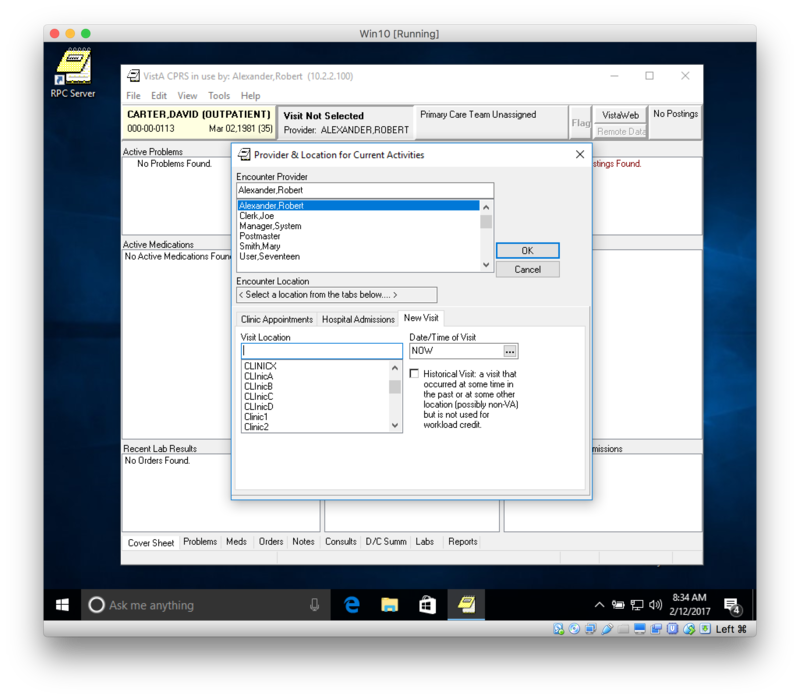 Win10 [Running]
RPC Server
VistA CPRS in use by: Alexander,Robert (10.2.2.100)
File Edit View Tools Help
CARTER,DAVID (OUTPATIENT)
000-00-0113 Mar 02,1981 (35)
Visit Not Selected
Provider: ALEXANDER,ROBERT
Primary Care Team Unassigned
Flag
VistaWeb
Remote Data
No Postings
Active Problems
No Problems Found.
stings Found.
Active Medications
No Active Medications Foun
Recent Lab Results
No Orders Found.
missions
Provider & Location for Current Activities
Encounter Provider
Alexander,Robert
Alexander,Robert
Clerk,Joe
Manager,System
Postmaster
Smith,Mary
User,Seventeen
OK
Cancel
Encounter Location
< Select a location from the tabs below.... >
Clinic Appointments Hospital Admissions New Visit
Visit Location
CLINICX
CLInicA
CLInicB
CLInicC
CLInicD
Clinic1
Clinic2
Date/Time of Visit
NOW ...
Historical Visit: a visit that
occurred at some time in
the past or at some other
location (possibly non-VA)
but is not used for
workload credit.
Cover Sheet Problems Meds Orders Notes Consults D/C Summ Labs Reports
Ask me anything
8:34 AM
2/12/2017
4
Left ⌘